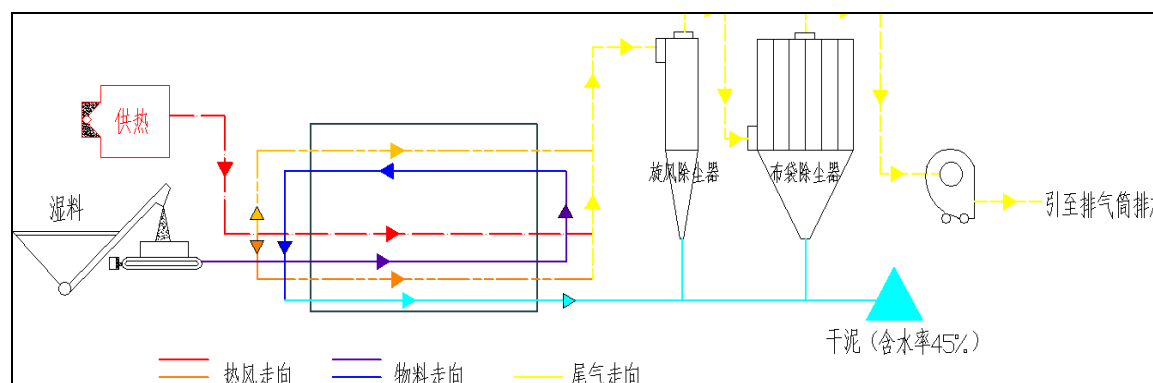 供热
湿料
旋风除尘器
布袋除尘器
引至排气筒排
干泥（含水率45%）
热风走向
物料走向
尾气走向